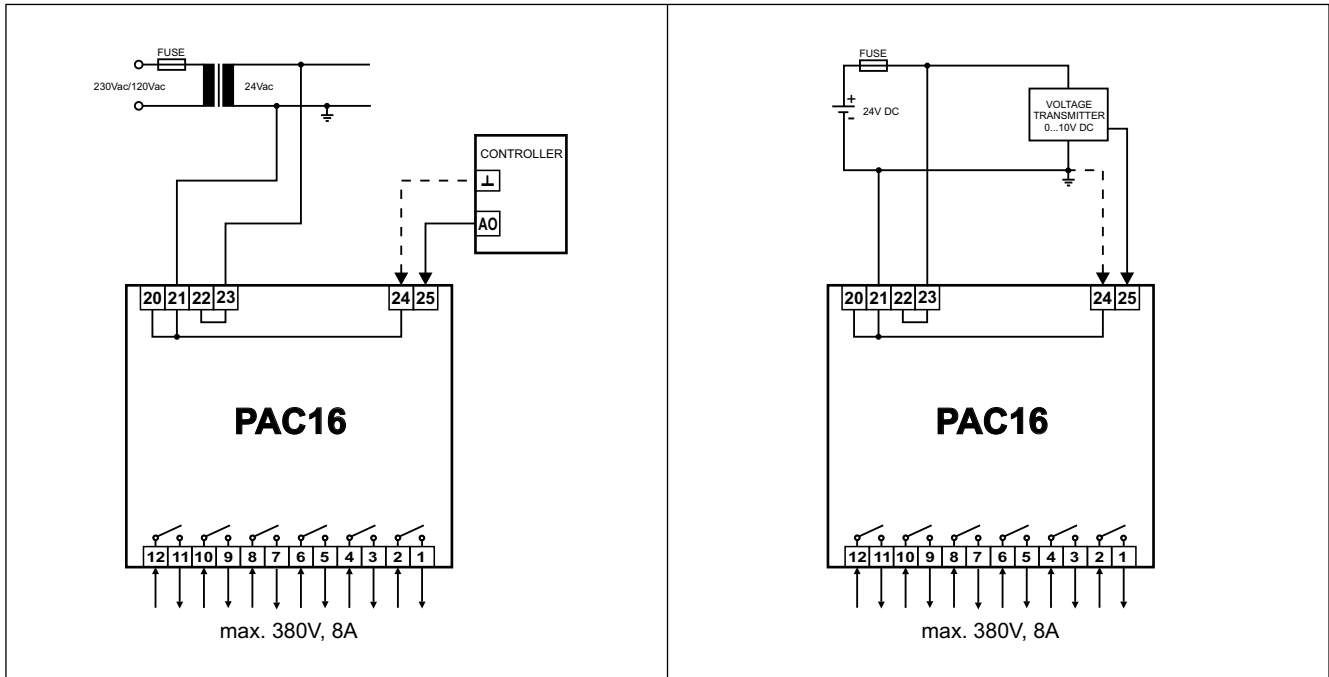 FUSE
230Vac/120Vac
24Vac
CONTROLLER
⊥
AO
20 21 22 23 24 25
PAC16
12 11 10 9 8 7 6 5 4 3 2 1
max. 380V, 8A
FUSE
+
-
24V DC
VOLTAGE
TRANSMITTER
0...10V DC
20 21 22 23 24 25
PAC16
12 11 10 9 8 7 6 5 4 3 2 1
max. 380V, 8A